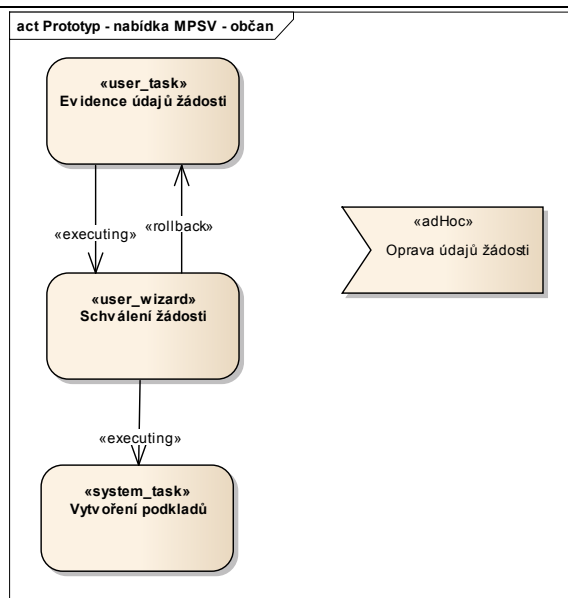 act Prototyp - nabídka MPSV - občan
«user_task»
Evidence údajů žádosti
«executing»
«rollback»
«adHoc»
Oprava údajů žádosti
«user_wizard»
Schválení žádosti
«executing»
«system_task»
Vytvoření podkladů